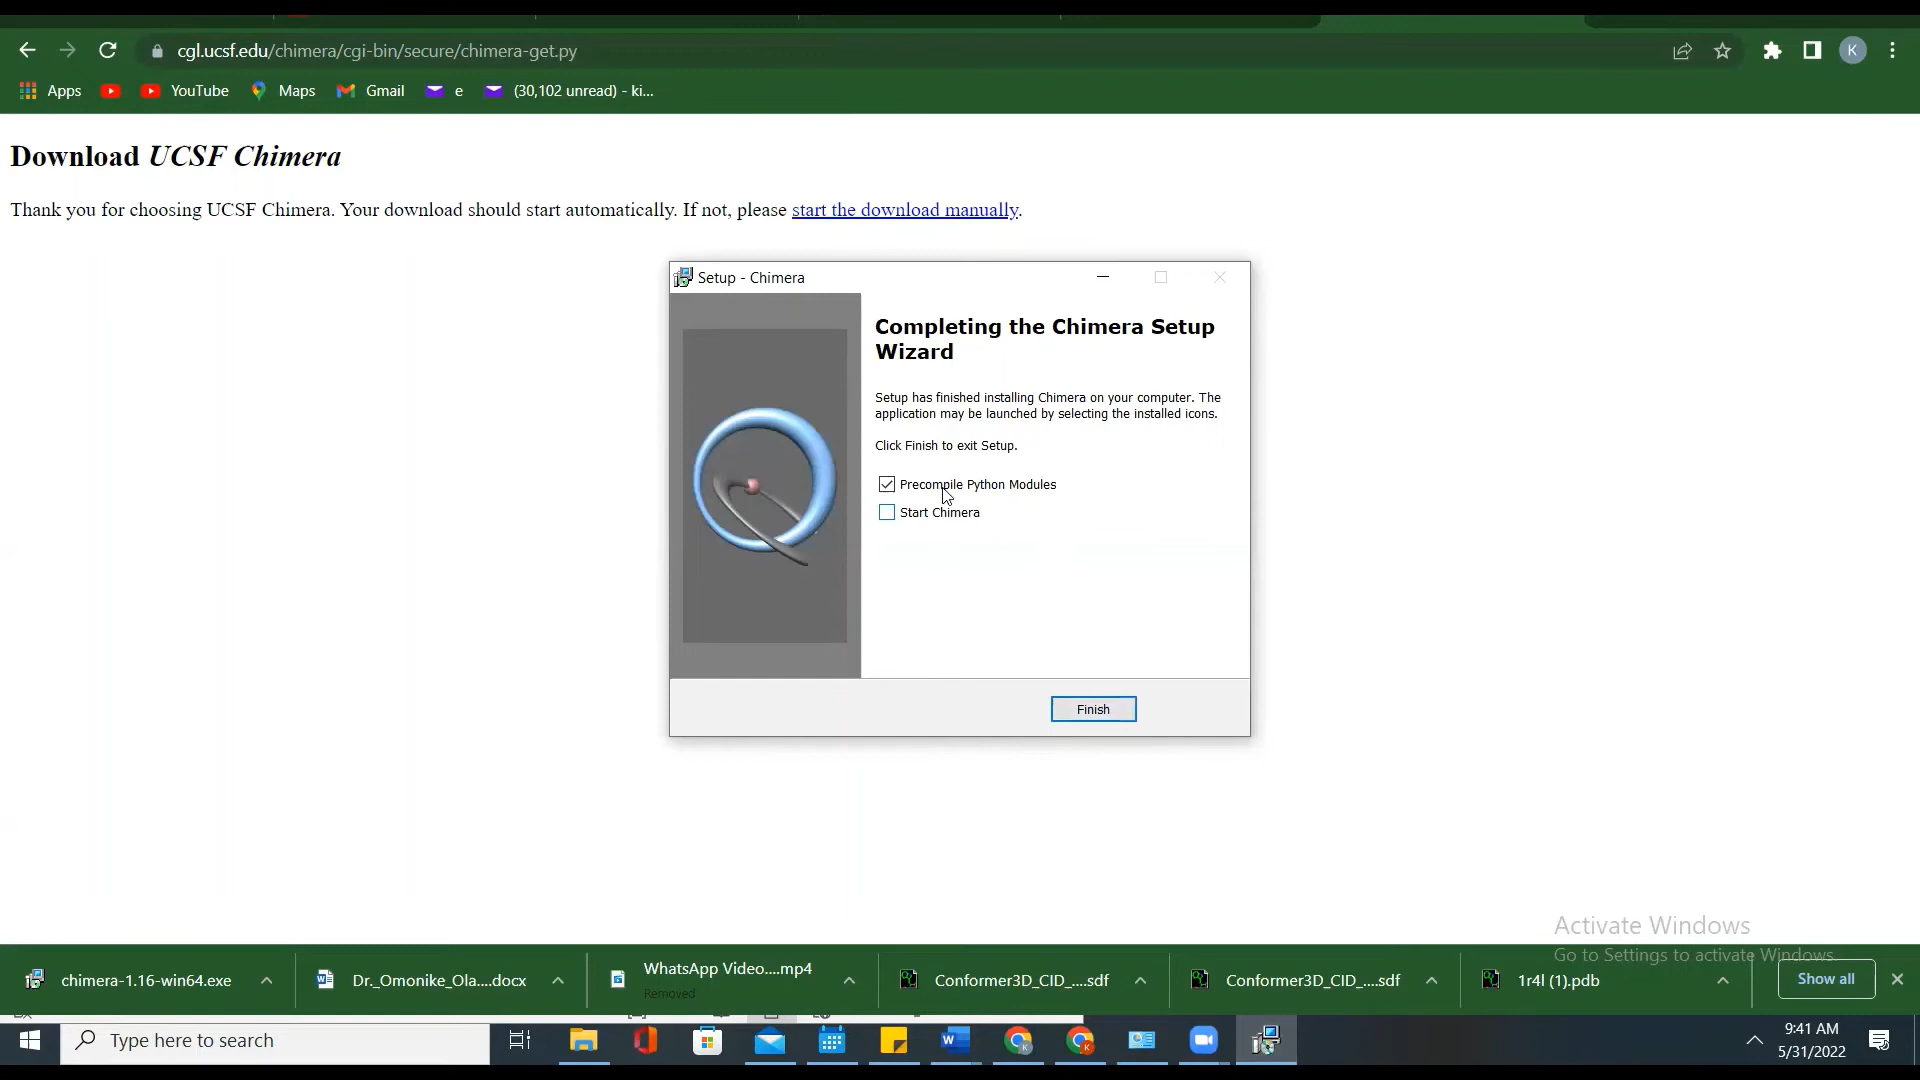 cgl.ucsf.edu/chimera/cgi-bin/secure/chimera-get.py
K
Apps
YouTube
Maps
Gmail
e
(30,102 unread) - ki...
Download UCSF Chimera
Thank you for choosing UCSF Chimera. Your download should start automatically. If not, please start the download manually.
Setup - Chimera
Completing the Chimera Setup
Wizard
Setup has finished installing Chimera on your computer. The
application may be launched by selecting the installed icons.
Click Finish to exit Setup.
Precompile Python Modules
Start Chimera
Finish
Activate Windows
Go to Settings to activate Windows.
chimera-1.16-win64.exe
Dr._Omonike_Ola....docx
WhatsApp Video....mp4
Removed
Conformer3D_CID_....sdf
Conformer3D_CID_....sdf
1r4l (1).pdb
Show all
Type here to search
9:41 AM
5/31/2022